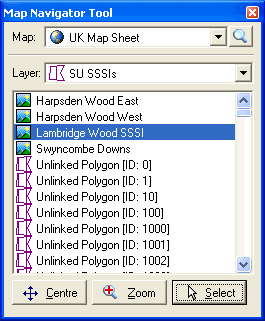 Map Navigator Tool
Map: UK Map Sheet
Layer: SU SSSIs
Harpsden Wood East
Harpsden Wood West
Lambridge Wood SSSI
Swyncombe Downs
Unlinked Polygon [ID: 0]
Unlinked Polygon [ID: 1]
Unlinked Polygon [ID: 10]
Unlinked Polygon [ID: 100]
Unlinked Polygon [ID: 1000]
Unlinked Polygon [ID: 1001]
Unlinked Polygon [ID: 1002]
Centre Zoom Select